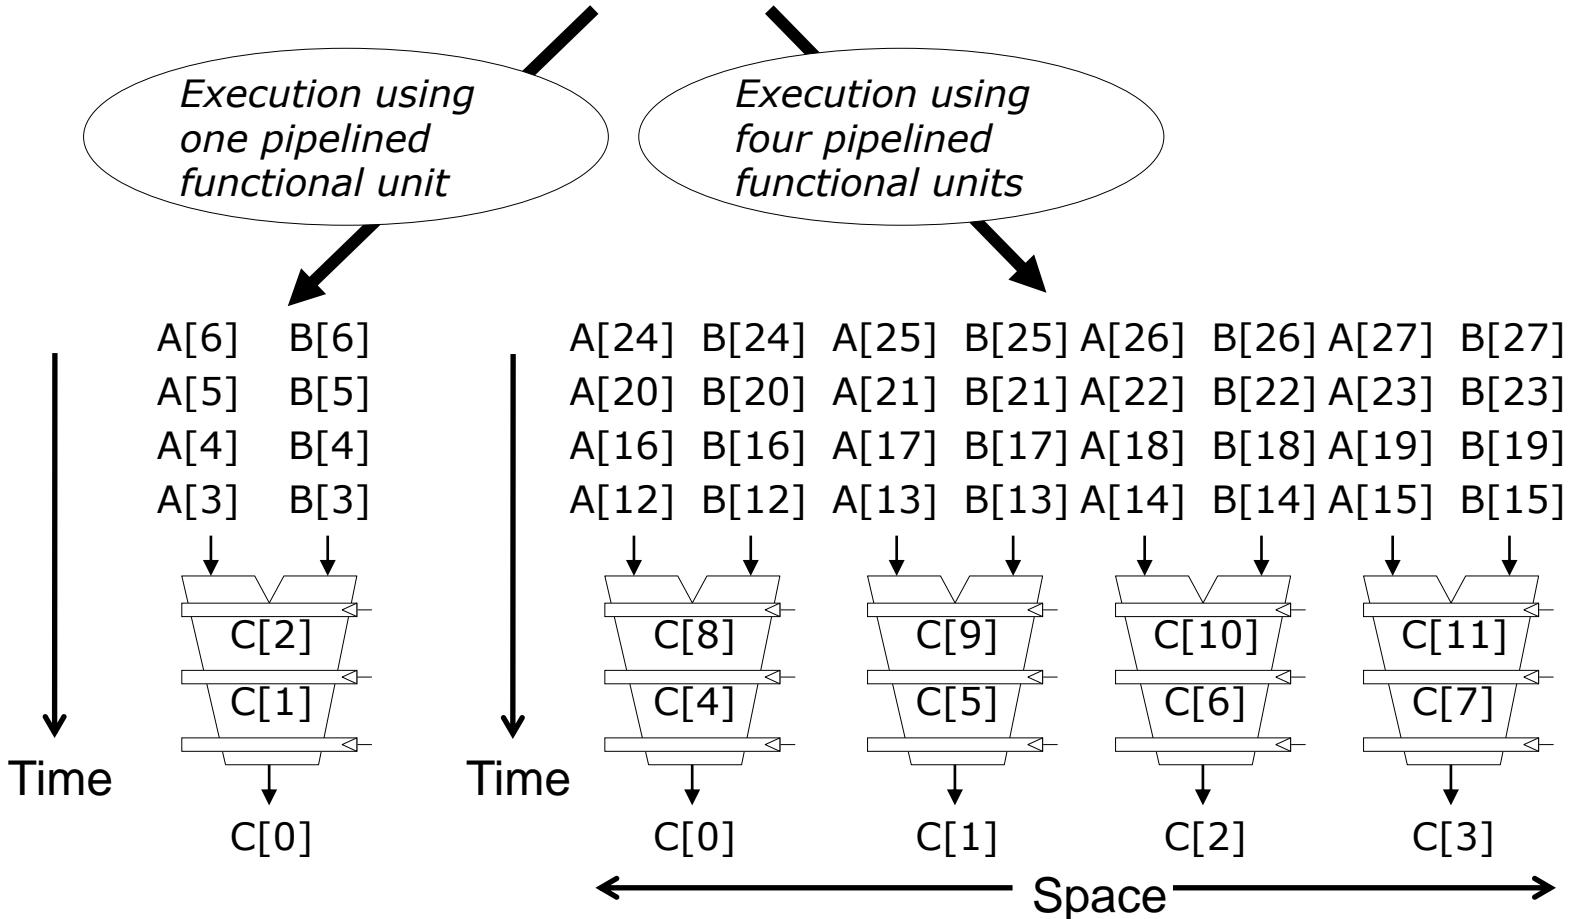 Execution using
one pipelined
functional unit
Execution using
four pipelined
functional units
A[6] B[6]
A[5] B[5]
A[4] B[4]
A[3] B[3]
C[2]
C[1]
C[0]
Time
A[24] B[24] A[25] B[25] A[26] B[26] A[27] B[27]
A[20] B[20] A[21] B[21] A[22] B[22] A[23] B[23]
A[16] B[16] A[17] B[17] A[18] B[18] A[19] B[19]
A[12] B[12] A[13] B[13] A[14] B[14] A[15] B[15]
C[8] C[9] C[10] C[11]
C[4] C[5] C[6] C[7]
Time
C[0] C[1] C[2] C[3]
Space